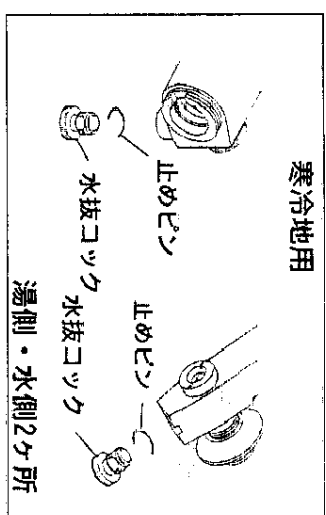 寒冷地用
止めピン
水抜コック
止めピン
水抜コック
湯側・水側2ヶ所